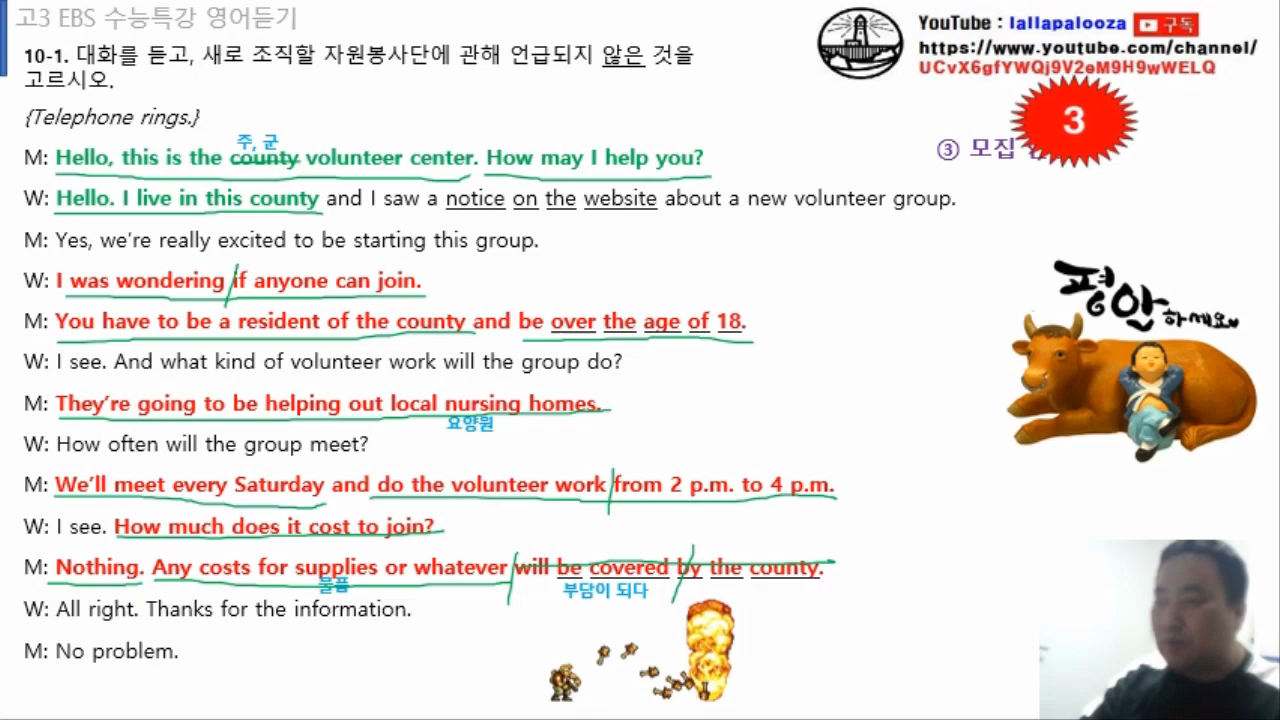 고3 EBS 수능특강 영어듣기
YouTube : lallapalooza 구독
https://www.youtube.com/channel/
UCvX6gfYWQj9V2eM9H9wWELQ
10-1. 대화를 듣고, 새로 조직할 자원봉사단에 관해 언급되지 않은 것을
고르시오.
3
③ 모집
{Telephone rings.}
주, 군
M: Hello, this is the county volunteer center. How may I help you?
W: Hello. I live in this county and I saw a notice on the website about a new volunteer group.
M: Yes, we're really excited to be starting this group.
W: I was wondering if anyone can join.
M: You have to be a resident of the county and be over the age of 18.
W: I see. And what kind of volunteer work will the group do?
M: They're going to be helping out local nursing homes.
요양원
W: How often will the group meet?
M: We'll meet every Saturday and do the volunteer work from 2 p.m. to 4 p.m.
W: I see. How much does it cost to join?
M: Nothing. Any costs for supplies or whatever will be covered by the county.
물품 부담이 되다
W: All right. Thanks for the information.
M: No problem.
평안
하세요